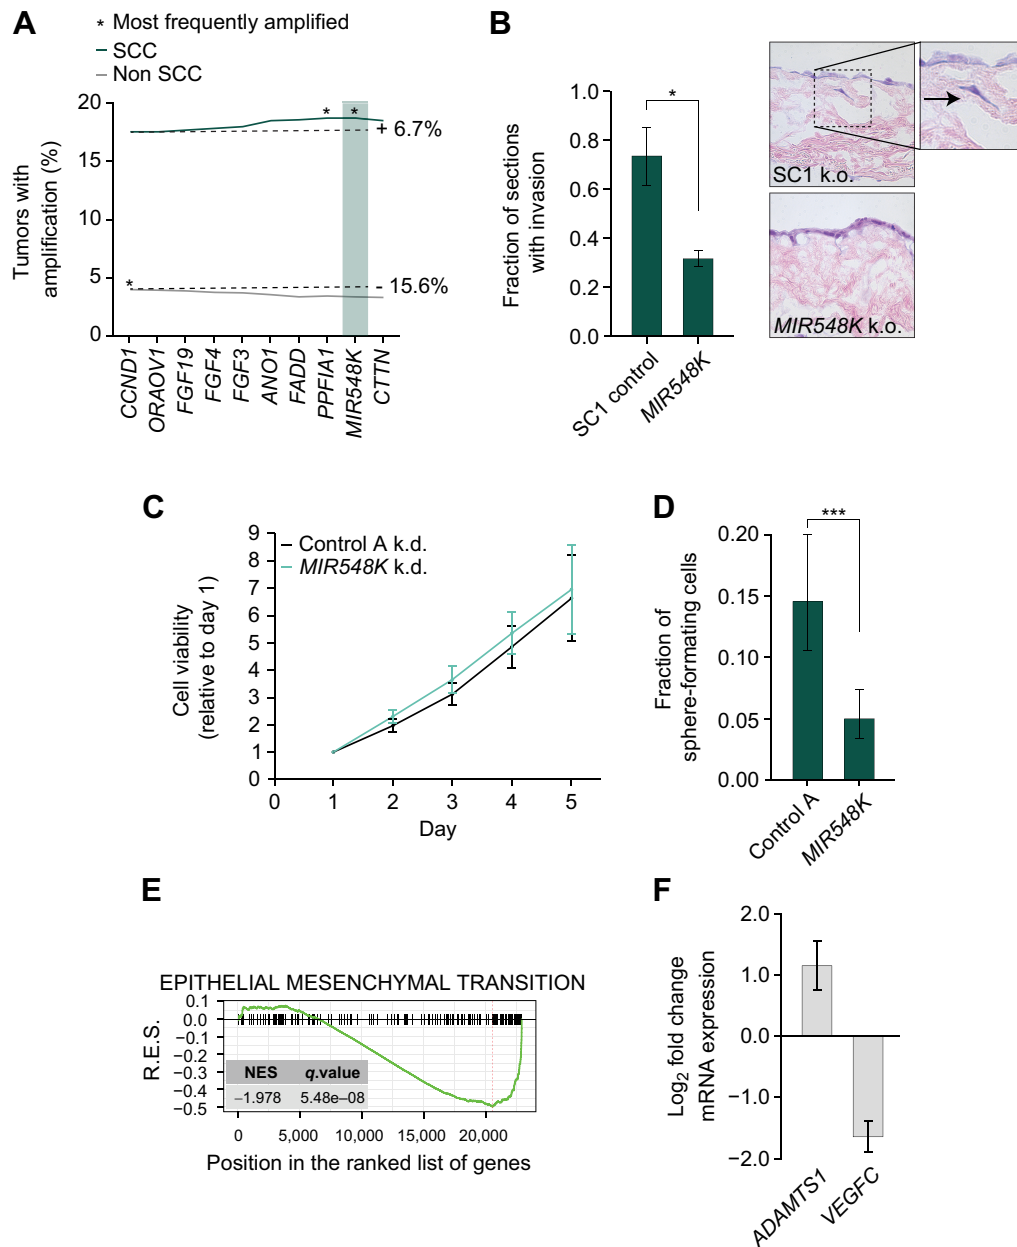 A
* Most frequently amplified
SCC
Non SCC
Tumors with
amplification (%)
20
15
10
5
0
* * *
+ 6.7%
- 15.6%
CCND1
ORAOV1
FGF19
FGF4
FGF3
ANO1
FADD
PPFIA1
MIR548K
CTTN
B
Fraction of sections
with invasion
1.0
0.8
0.6
0.4
0.2
0.0
*
SC1 control
MIR548K
SC1 k.o.
MIR548K k.o.
C
Cell viability
(relative to day 1)
9
8
7
6
5
4
3
2
1
0
Control A k.d.
MIR548K k.d.
0 1 2 3 4 5
Day
D
Fraction of
sphere-formating cells
0.20
0.15
0.10
0.05
0.00
***
Control A
MIR548K
E
EPITHELIAL MESENCHYMAL TRANSITION
R.E.S.
0.1
0.0
−0.1
−0.2
−0.3
−0.4
−0.5
NES q.value
−1.978 5.48e−08
0 5,000 10,000 15,000 20,000
Position in the ranked list of genes
F
Log2 fold change
mRNA expression
2.0
1.0
0.0
−1.0
−2.0
ADAMTS1
VEGFC